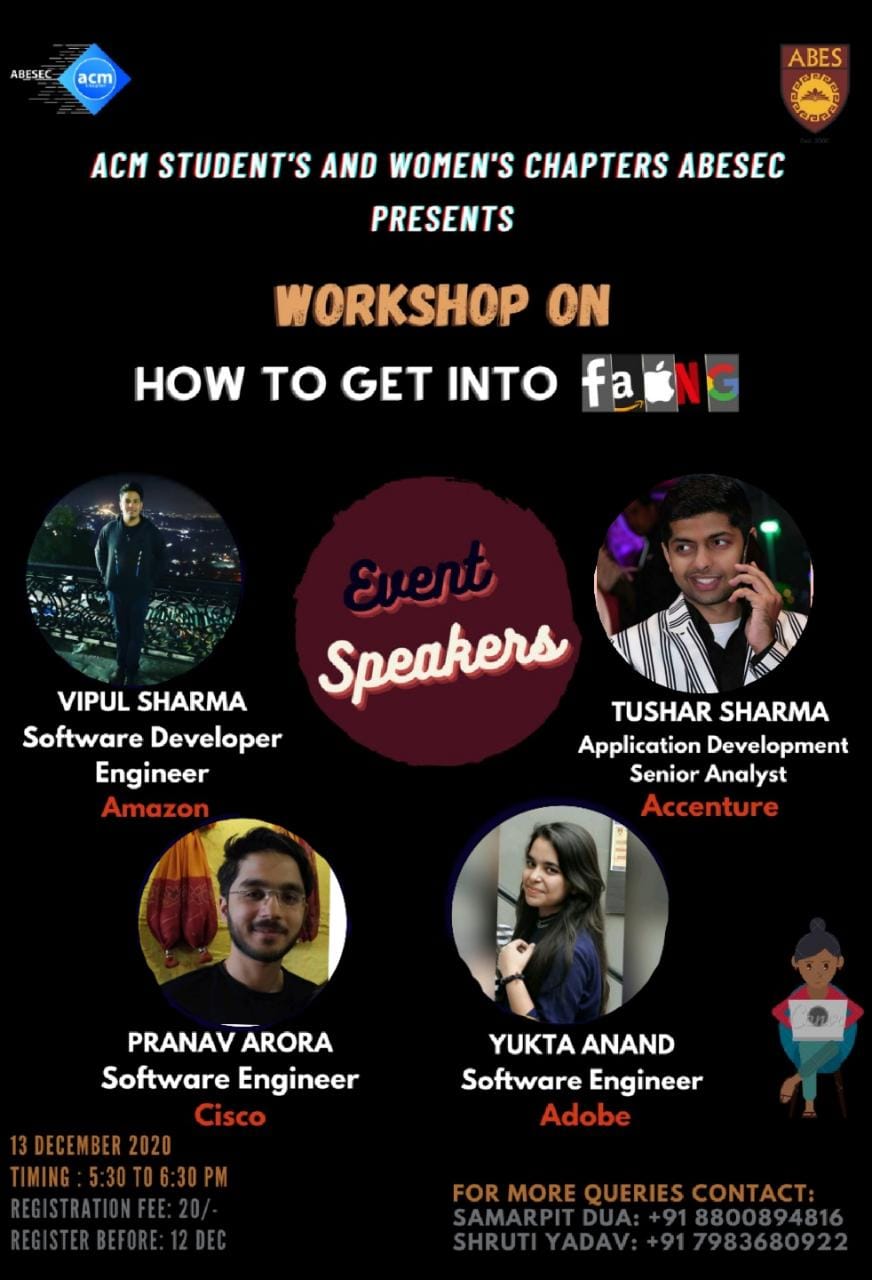 ABESEC
acm
ABES
ACM STUDENT'S AND WOMEN'S CHAPTERS ABESEC
PRESENTS
WORKSHOP ON
HOW TO GET INTO faNG
Event
Speakers
VIPUL SHARMA
Software Developer
Engineer
Amazon
TUSHAR SHARMA
Application Development
Senior Analyst
Accenture
PRANAV ARORA
Software Engineer
Cisco
YUKTA ANAND
Software Engineer
Adobe
Canva
13 DECEMBER 2020
TIMING : 5:30 TO 6:30 PM
REGISTRATION FEE: 20/-
REGISTER BEFORE: 12 DEC
FOR MORE QUERIES CONTACT:
SAMARPIT DUA: +91 8800894816
SHRUTI YADAV: +91 7983680922